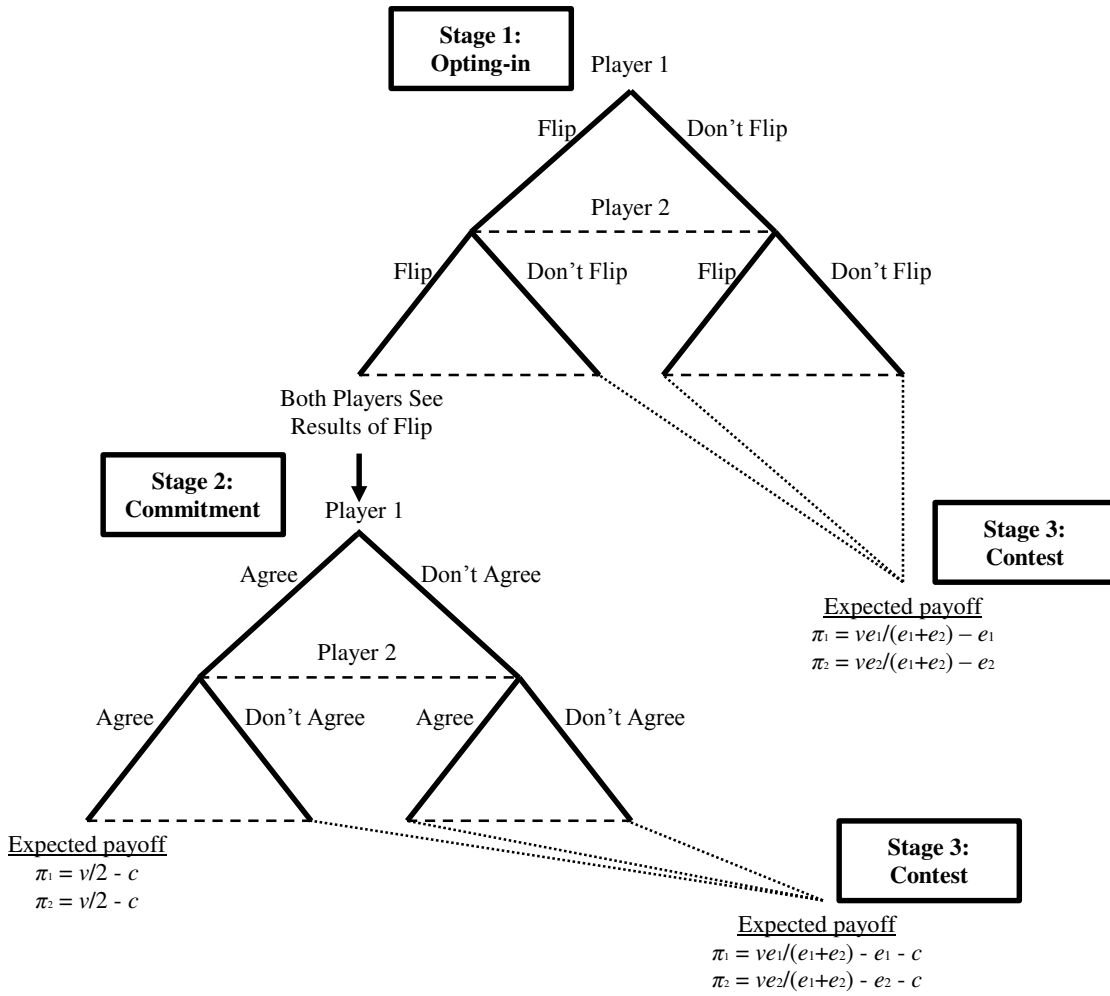 Stage 1:
Opting-in
Player 1
Flip
Don't Flip
Player 2
Flip
Don't Flip
Flip
Don't Flip
Both Players See
Results of Flip
Stage 2:
Commitment
Player 1
Stage 3:
Contest
Agree
Don't Agree
Expected payoff
π₁ = ve₁/(e₁+e₂) – e₁
π₂ = ve₂/(e₁+e₂) – e₂
Player 2
Agree
Don't Agree
Agree
Don't Agree
Expected payoff
π₁ = v/2 - c
π₂ = v/2 - c
Stage 3:
Contest
Expected payoff
π₁ = ve₁/(e₁+e₂) - e₁ - c
π₂ = ve₂/(e₁+e₂) - e₂ - c